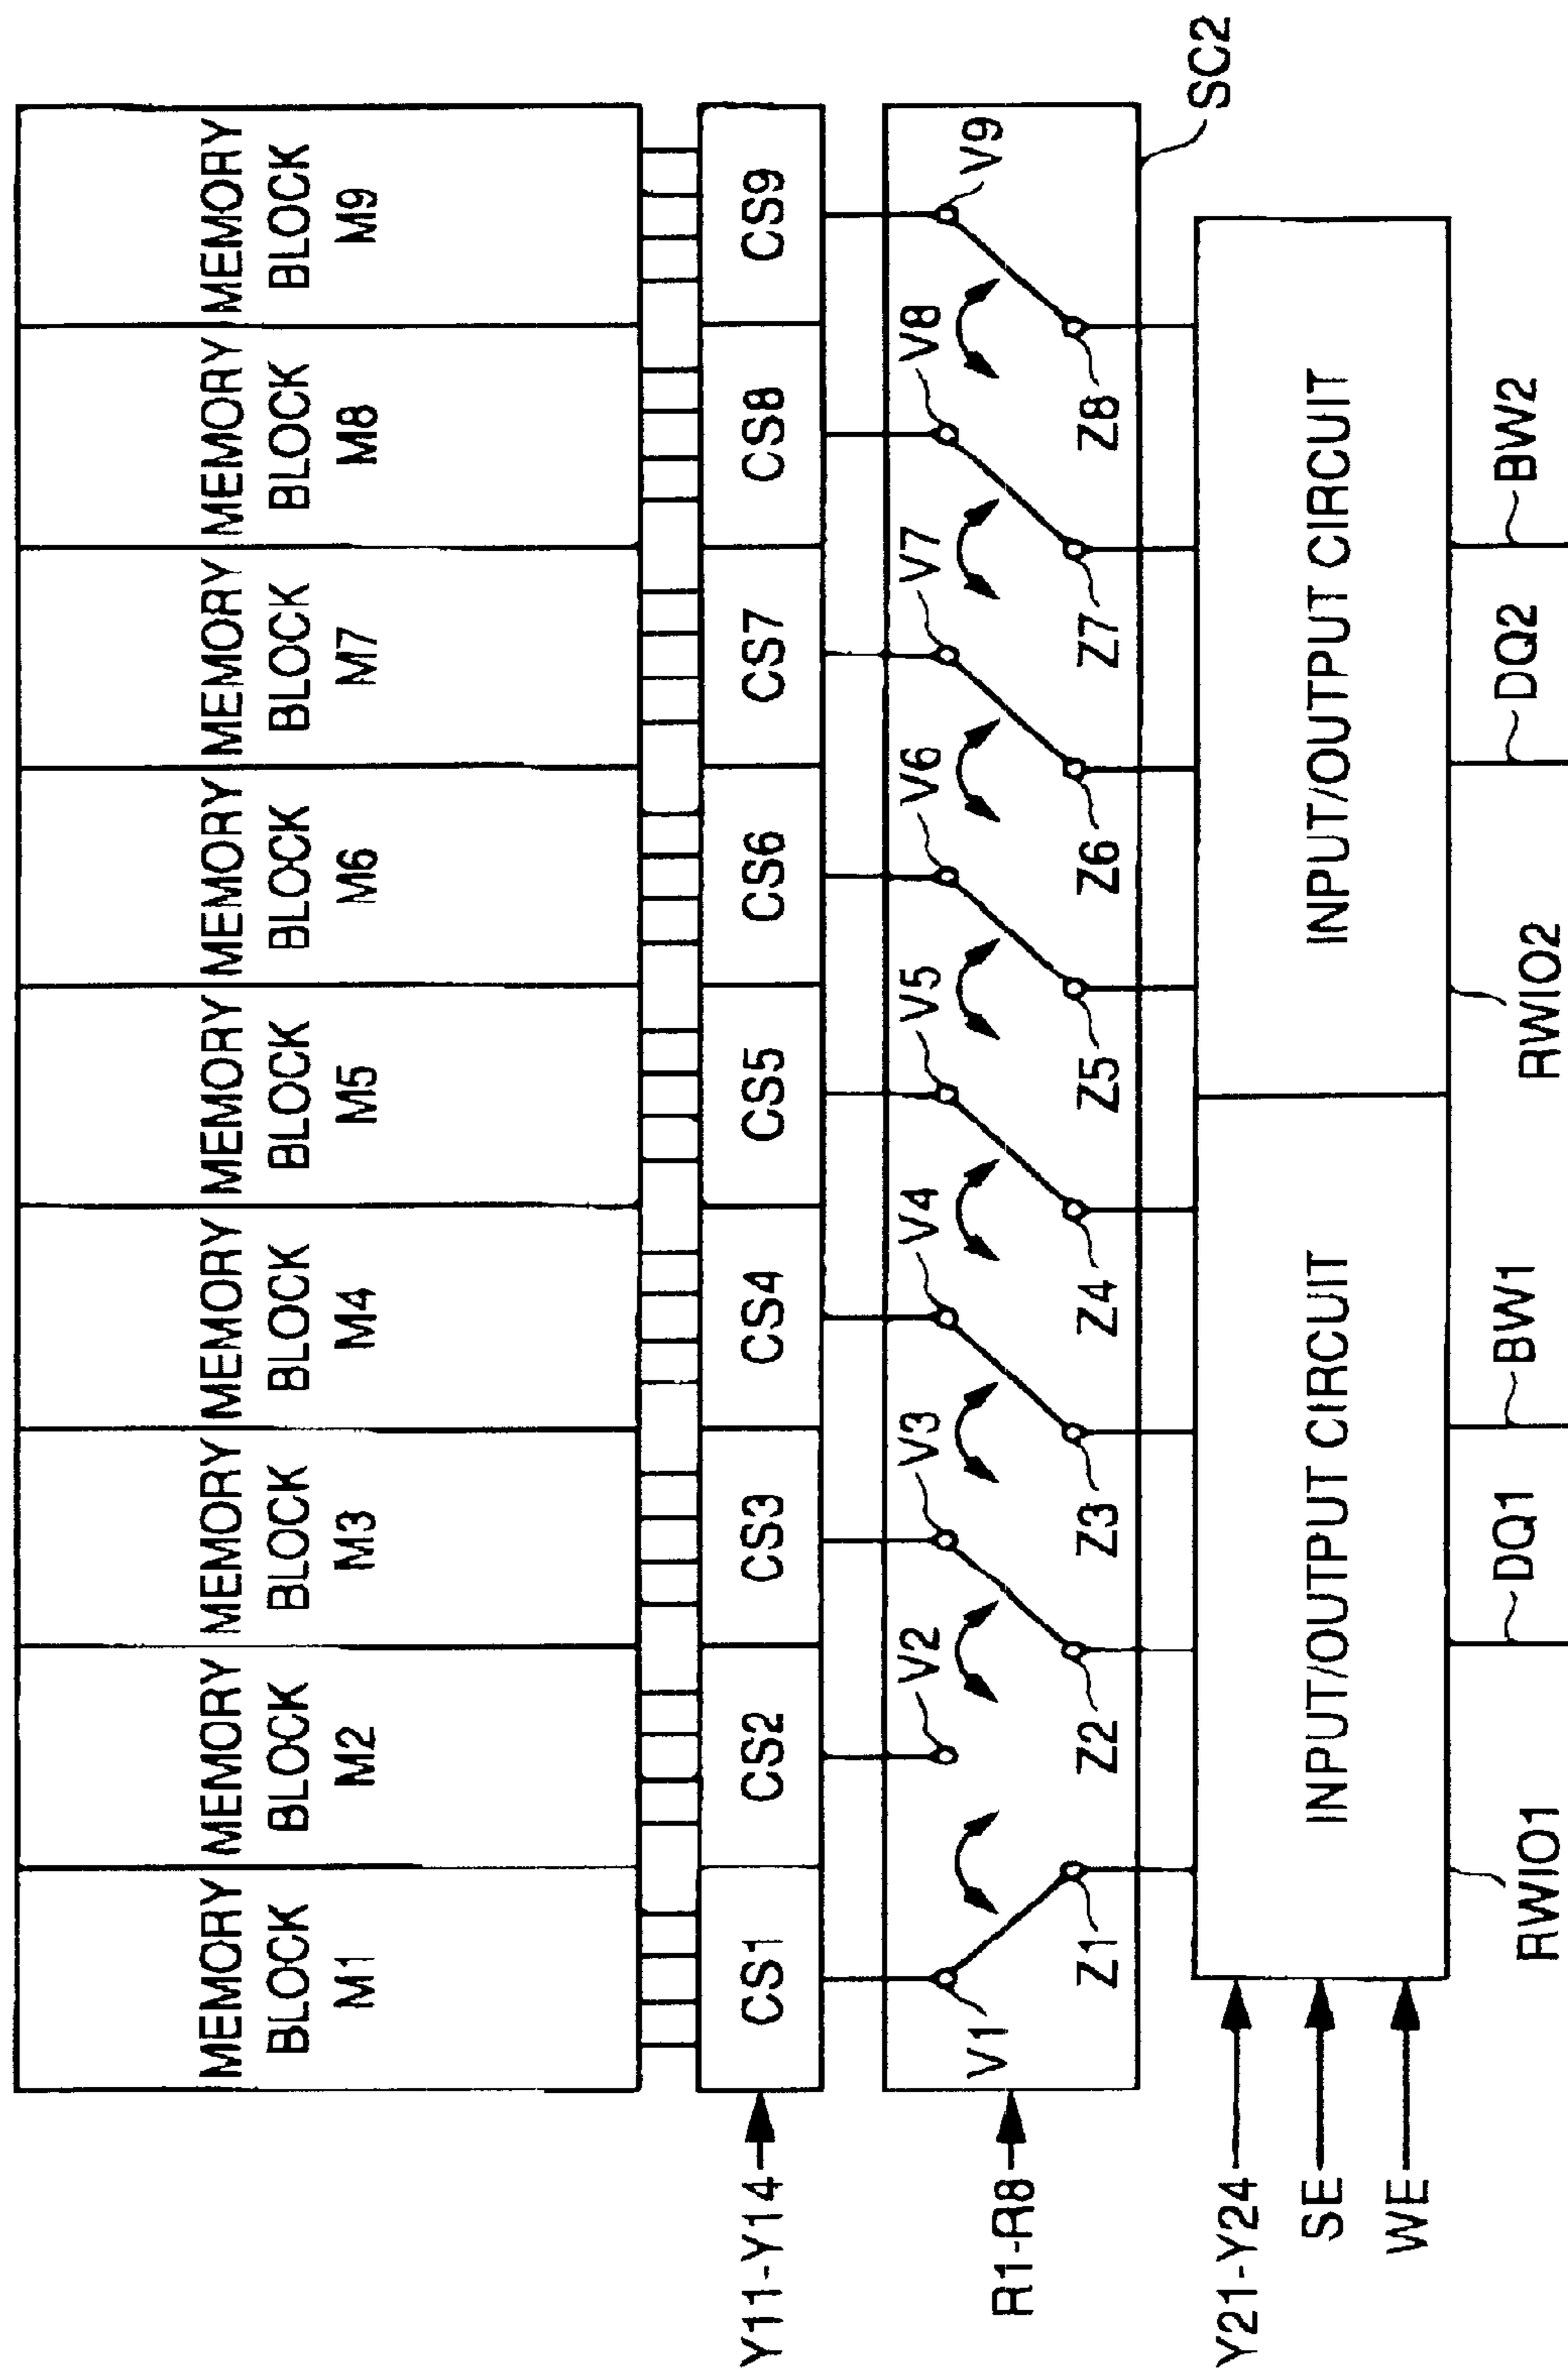 MEMORY
BLOCK
M1
MEMORY
BLOCK
M2
MEMORY
BLOCK
M3
MEMORY
BLOCK
M4
MEMORY
BLOCK
M5
MEMORY
BLOCK
M6
MEMORY
BLOCK
M7
MEMORY
BLOCK
M8
MEMORY
BLOCK
M9
Y11-Y14
CS1
CS2
CS3
CS4
CS5
CS6
CS7
CS8
CS9
R1-R8
V1
V2
V3
V4
V5
V6
V7
V8
V9
Z1
Z2
Z3
Z4
Z5
Z6
Z7
Z8
SC2
Y21-Y24
SE
WE
INPUT/OUTPUT CIRCUIT
INPUT/OUTPUT CIRCUIT
RWIO1
DQ1
BW1
RWIO2
DQ2
BW2